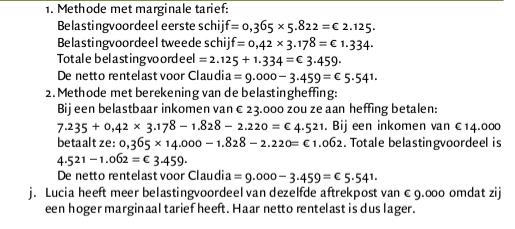 1. Methode met marginale tarief:
Belastingvoordeel eerste schijf = 0,365 × 5.822 = € 2.125.
Belastingvoordeel tweede schijf = 0,42 × 3.178 = € 1.334.
Totale belastingvoordeel = 2.125 + 1.334 = € 3.459.
De netto rentelast voor Claudia = 9.000 – 3.459 = € 5.541.
2. Methode met berekening van de belastingheffing:
Bij een belastbaar inkomen van € 23.000 zou ze aan heffing betalen:
7.235 + 0,42 × 3.178 – 1.828 – 2.220 = € 4.521. Bij een inkomen van € 14.000
betaalt ze: 0,365 × 14.000 – 1.828 – 2.220= € 1.062. Totale belastingvoordeel is
4.521 – 1.062 = € 3.459.
De netto rentelast voor Claudia = 9.000 – 3.459 = € 5.541.
j. Lucia heeft meer belastingvoordeel van dezelfde aftrekpost van € 9.000 omdat zij
een hoger marginaal tarief heeft. Haar netto rentelast is dus lager.